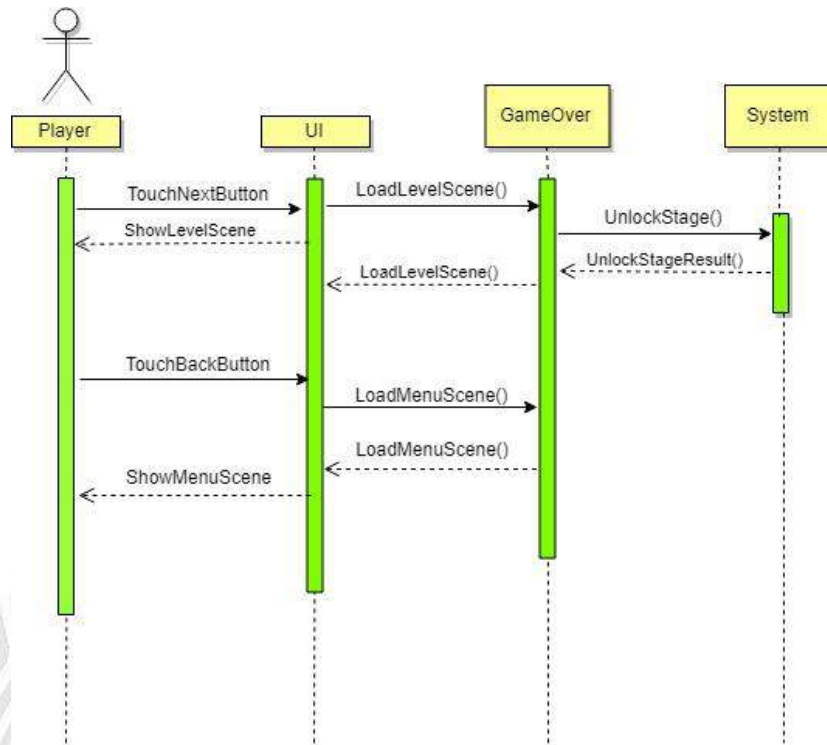 Player
UI
GameOver
System
TouchNextButton
LoadLevelScene()
UnlockStage()
ShowLevelScene
UnlockStageResult()
LoadLevelScene()
TouchBackButton
LoadMenuScene()
LoadMenuScene()
ShowMenuScene